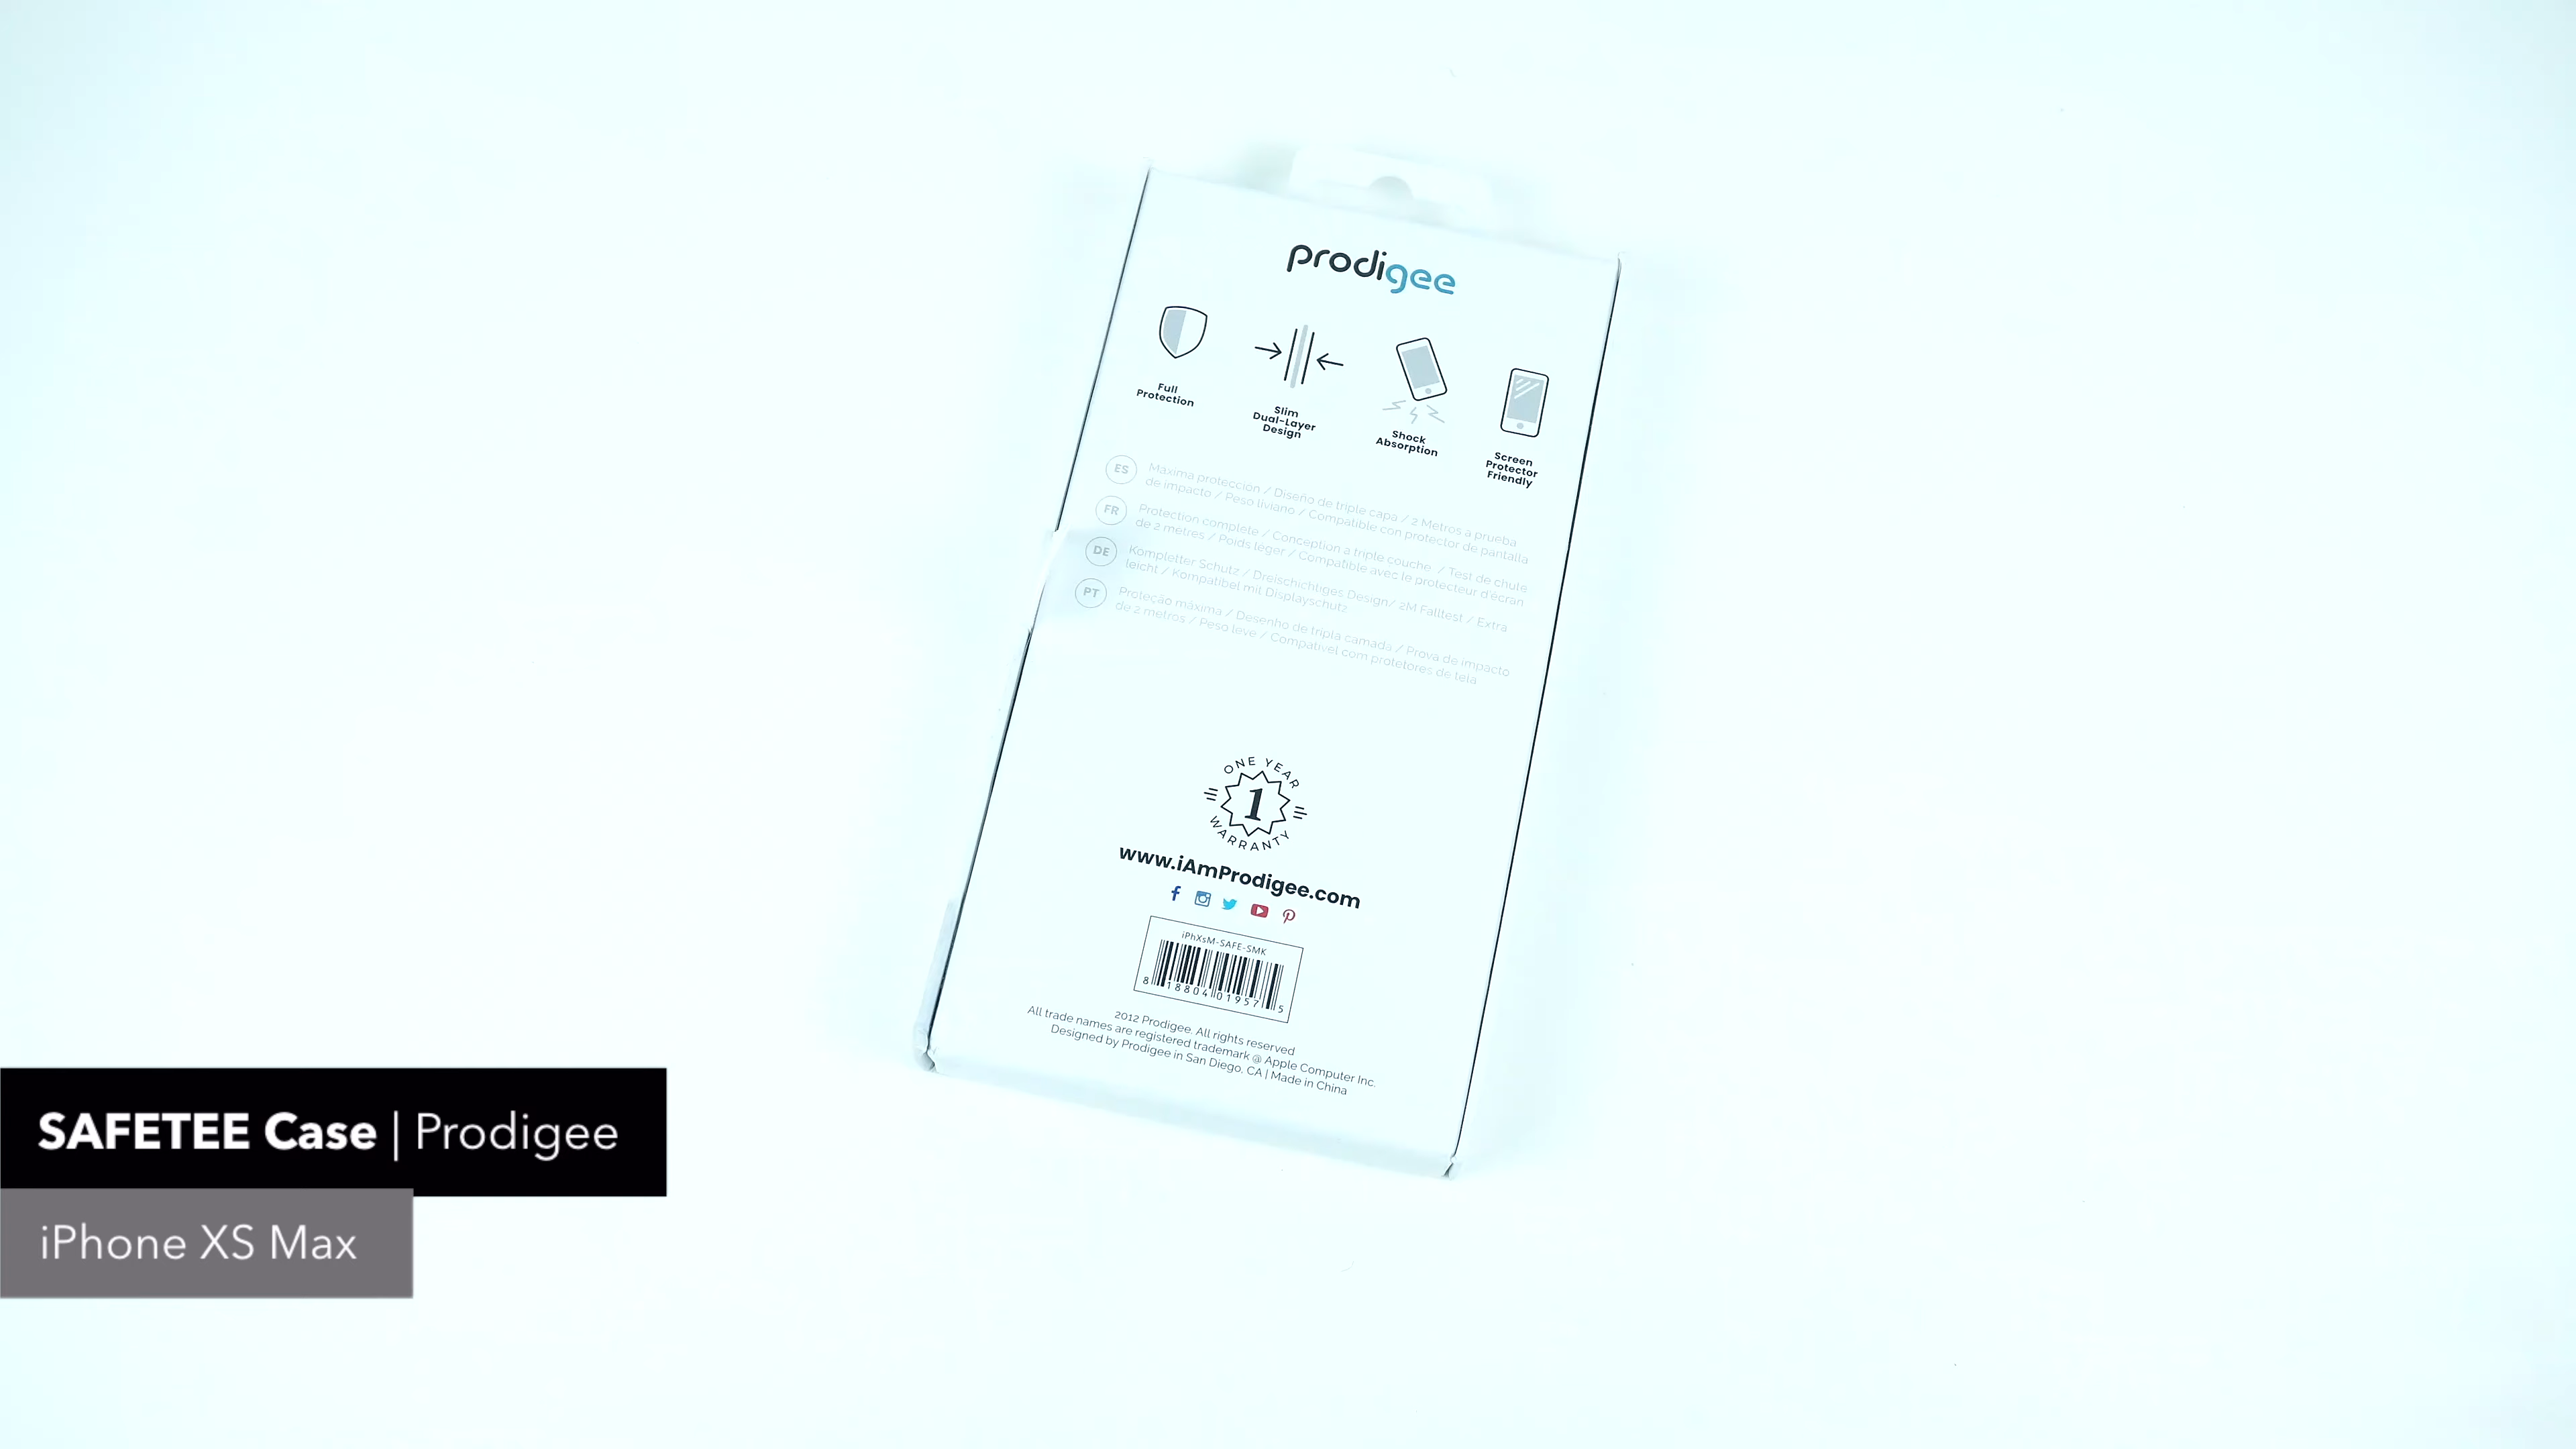 prodigee
Full
Protection
Slim
Dual-Layer
Design
Shock
Absorption
Screen
Protector
Friendly
ES
Maxima proteccion / Diseño de triple capa / 2 Metros a prueba
de impacto / Peso liviano / Compatible con protector de pantalla
FR
Protection complete / Conception a triple couche / Test de chute
de 2 metres / Poids leger / Compatible avec le protecteur d'écran
DE
Kompletter Schutz / Dreischichtiges Design/ 2M Falltest / Extra
leicht / Kompatibel mit Displayschutz
PT
Proteção máxima / Desenho de tripla camada / Prova de impacto
de 2 metros / Peso leve / Compativel com protetores de tela
ONE YEAR
1
WARRANTY
www.iAmProdigee.com
iPhXsM-SAFE-SMK
8 18804 01957 5
2012 Prodigee. All rights reserved
All trade names are registered trademark @ Apple Computer Inc.
Designed by Prodigee in San Diego, CA | Made in China
SAFETEE Case | Prodigee
iPhone XS Max